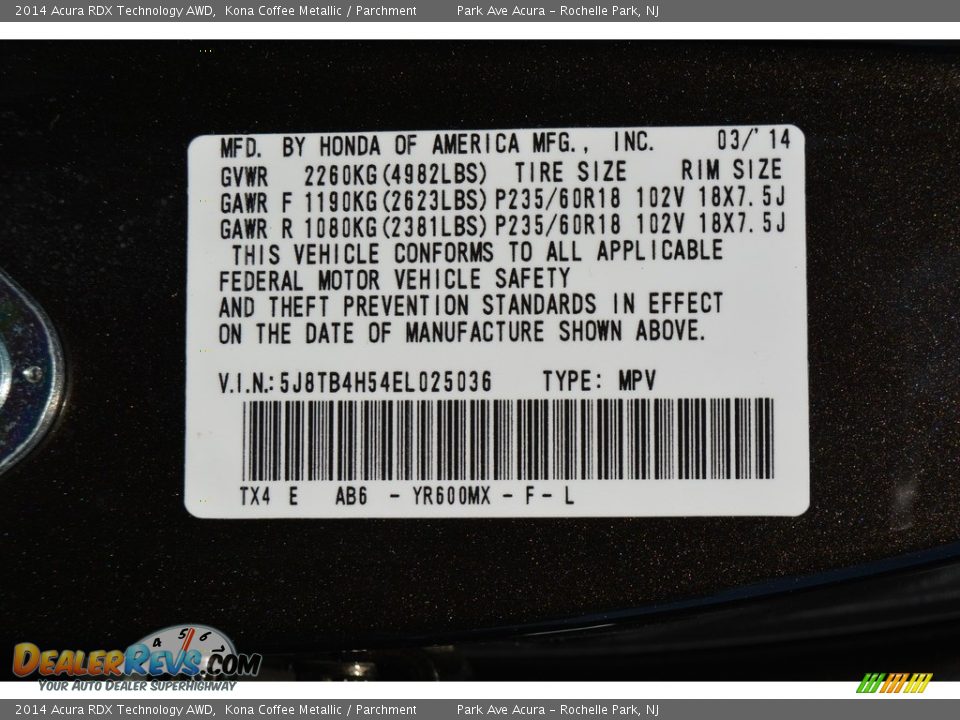 2014 Acura RDX Technology AWD,  Kona Coffee Metallic / Parchment  Park Ave Acura - Rochelle Park, NJ
MFD. BY HONDA OF AMERICA MFG., INC. 03/'14
GVWR 2260KG(4982LBS) TIRE SIZE RIM SIZE
GAWR F 1190KG(2623LBS) P235/60R18 102V 18X7.5J
GAWR R 1080KG(2381LBS) P235/60R18 102V 18X7.5J
THIS VEHICLE CONFORMS TO ALL APPLICABLE
FEDERAL MOTOR VEHICLE SAFETY
AND THEFT PREVENTION STANDARDS IN EFFECT
ON THE DATE OF MANUFACTURE SHOWN ABOVE.
V.I.N.: 5J8TB4H54EL025036 TYPE: MPV
TX4 E AB6 - YR600MX - F - L
4 5 6
DEALERREVS.COM
YOUR AUTO DEALER SUPERHIGHWAY
2014 Acura RDX Technology AWD,  Kona Coffee Metallic / Parchment  Park Ave Acura - Rochelle Park, NJ